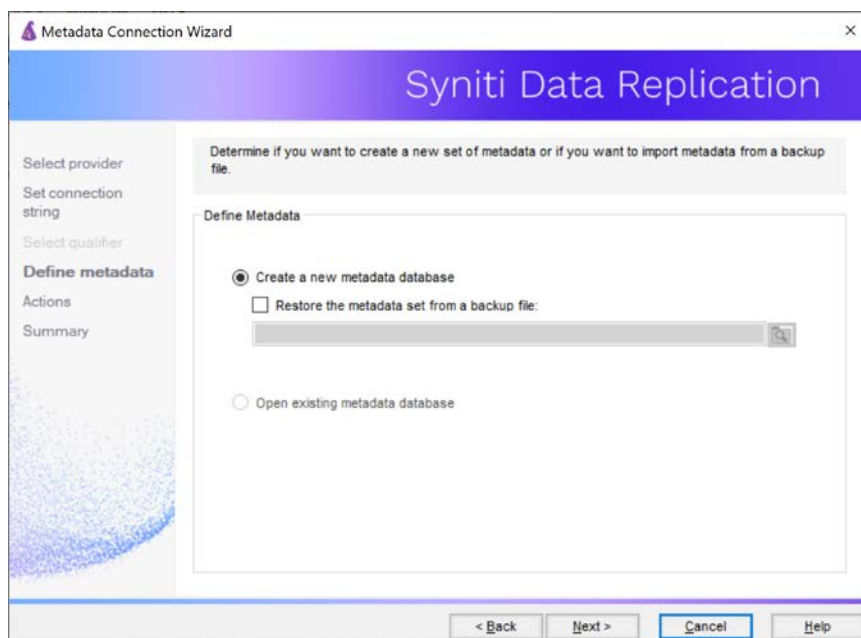 Metadata Connection Wizard
Syniti Data Replication
Select provider
Set connection
string
Select qualifier
Define metadata
Actions
Summary
Determine if you want to create a new set of metadata or if you want to import metadata from a backup
file.
Define Metadata
Create a new metadata database
Restore the metadata set from a backup file:
Open existing metadata database
< Back
Next >
Cancel
Help